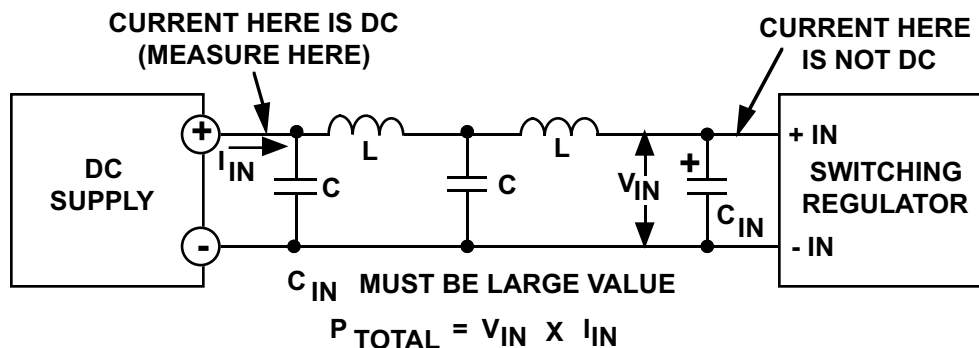 CURRENT HERE IS DC
(MEASURE HERE)
CURRENT HERE
IS NOT DC
DC
SUPPLY
+
-
I IN
C
L
C
L
V IN
+
C IN
+ IN
SWITCHING
REGULATOR
- IN
C IN MUST BE LARGE VALUE
P TOTAL = V IN X I IN